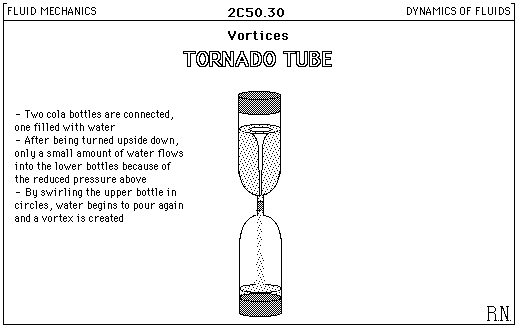 FLUID MECHANICS
2C50.30
DYNAMICS OF FLUIDS
Vortices
TORNADO TUBE
- Two cola bottles are connected,
one filled with water
- After being turned upside down,
only a small amount of water flows
into the lower bottles because of
the reduced pressure above
- By swirling the upper bottle in
circles, water begins to pour again
and a vortex is created
R.N.